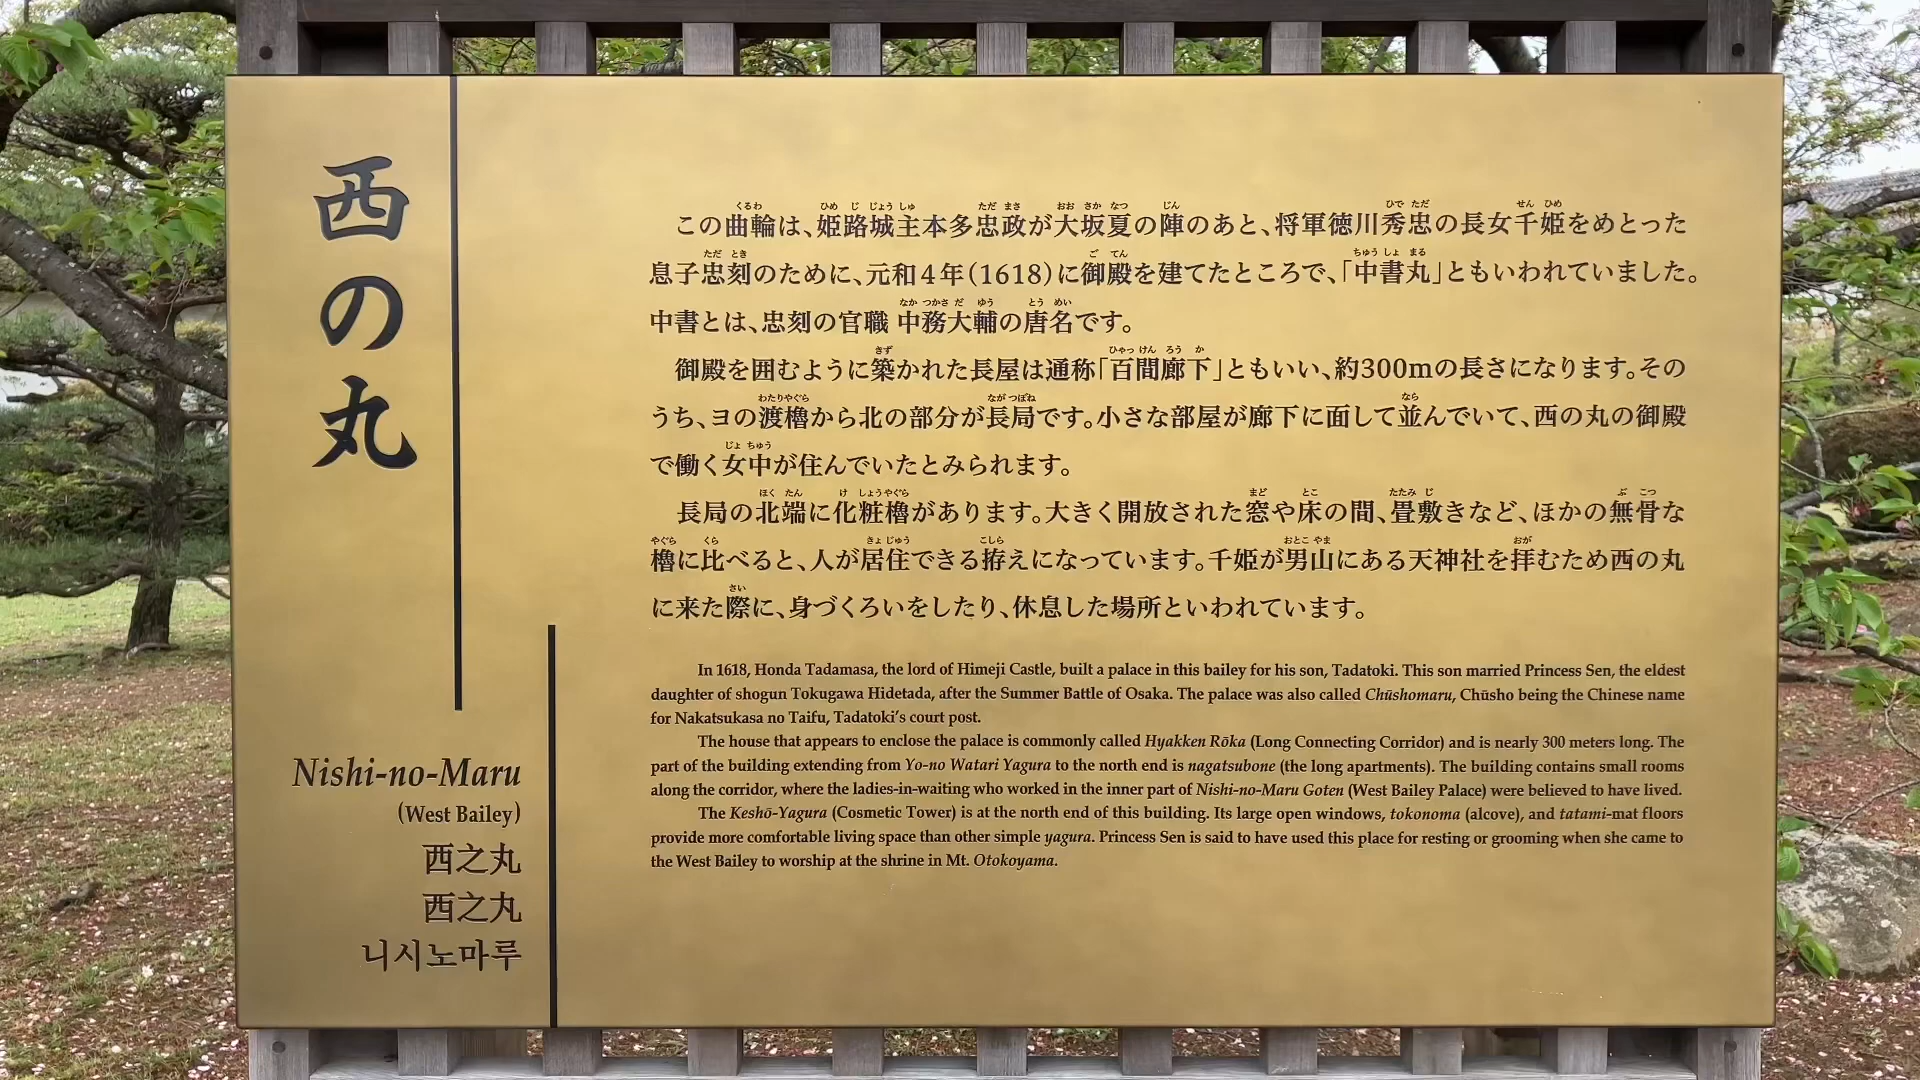 西の丸
Nishi-no-Maru
(West Bailey)
西之丸
西之丸
니시노마루
この曲輪は、姫路城主本多忠政が大坂夏の陣のあと、将軍徳川秀忠の長女千姫をめとった
息子忠刻のために、元和4年(1618)に御殿を建てたところで、「中書丸」ともいわれていました。
中書とは、忠刻の官職 中務大輔の唐名です。
御殿を囲むように築かれた長屋は通称「百間廊下」ともいい、約300mの長さになります。その
うち、ヨの渡櫓から北の部分が長局です。小さな部屋が廊下に面して並んでいて、西の丸の御殿
で働く女中が住んでいたとみられます。
長局の北端に化粧櫓があります。大きく開放された窓や床の間、畳敷きなど、ほかの無骨な
櫓に比べると、人が居住できる拵えになっています。千姫が男山にある天神社を拝むため西の丸
に来た際に、身づくろいをしたり、休息した場所といわれています。
In 1618, Honda Tadamasa, the lord of Himeji Castle, built a palace in this bailey for his son, Tadatoki. This son married Princess Sen, the eldest
daughter of shogun Tokugawa Hidetada, after the Summer Battle of Osaka. The palace was also called Chūshomaru, Chūsho being the Chinese name
for Nakatsukasa no Taifu, Tadatoki's court post.
The house that appears to enclose the palace is commonly called Hyakken Rōka (Long Connecting Corridor) and is nearly 300 meters long. The
part of the building extending from Yo-no Watari Yagura to the north end is nagatsubone (the long apartments). The building contains small rooms
along the corridor, where the ladies-in-waiting who worked in the inner part of Nishi-no-Maru Goten (West Bailey Palace) were believed to have lived.
The Keshō-Yagura (Cosmetic Tower) is at the north end of this building. Its large open windows, tokonoma (alcove), and tatami-mat floors
provide more comfortable living space than other simple yagura. Princess Sen is said to have used this place for resting or grooming when she came to
the West Bailey to worship at the shrine in Mt. Otokoyama.